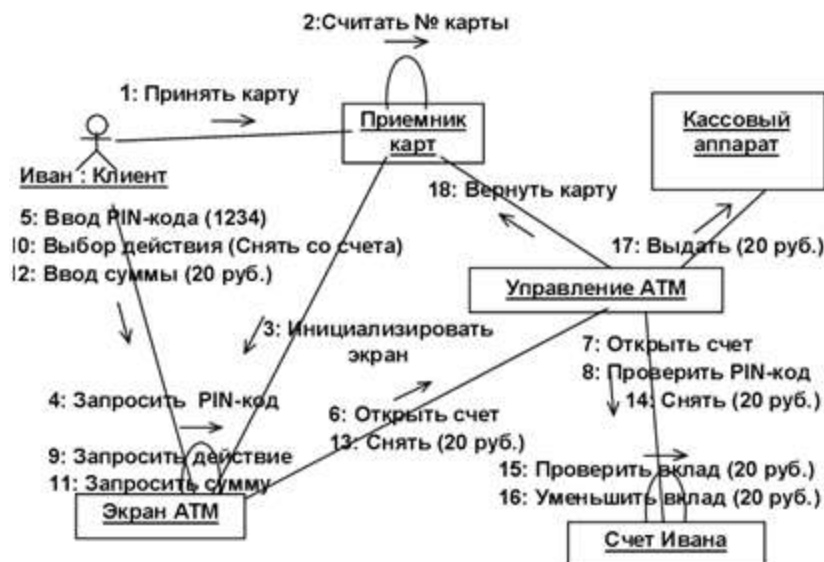 2:Считать № карты
1: Принять карту
Приемник
карт
Кассовый
аппарат
Иван : Клиент
18: Вернуть карту
5: Ввод PIN-кода (1234)
10: Выбор действия (Снять со счета)
12: Ввод суммы (20 руб.)
17: Выдать (20 руб.)
Управление АТМ
3: Инициализировать
экран
7: Открыть счет
8: Проверить PIN-код
14: Снять (20 руб.)
4: Запросить PIN-код
6: Открыть счет
13: Снять (20 руб.)
9: Запросить действие
11: Запросить сумму
15: Проверить вклад (20 руб.)
16: Уменьшить вклад (20 руб.)
Экран АТМ
Счет Ивана